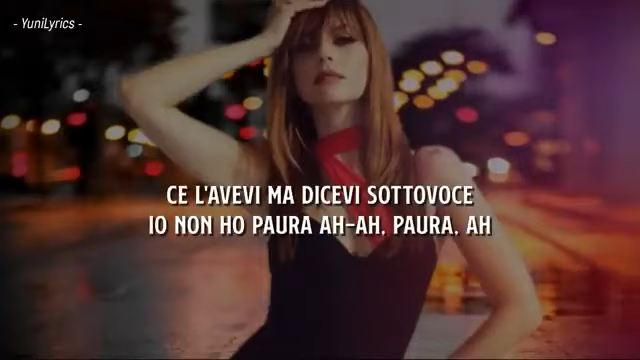 - YuniLyrics -
CE L'AVEVI MA DICEVI SOTTOVOCE
IO NON HO PAURA AH-AH, PAURA, AH